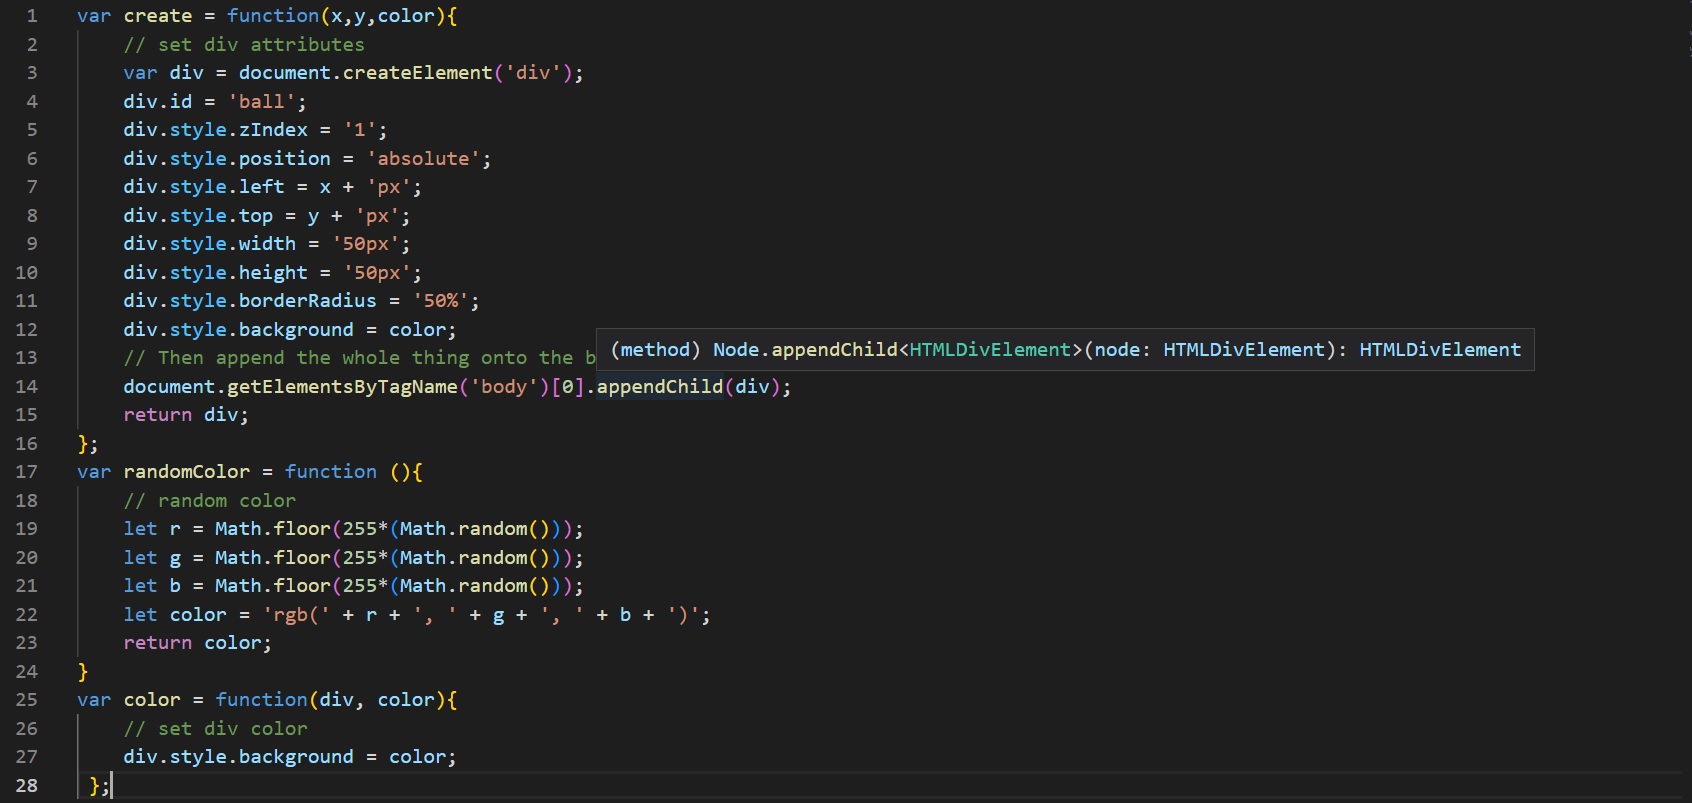 1 var create = function(x,y,color){
2 // set div attributes
3 var div = document.createElement('div');
4 div.id = 'ball';
5 div.style.zIndex = '1';
6 div.style.position = 'absolute';
7 div.style.left = x + 'px';
8 div.style.top = y + 'px';
9 div.style.width = '50px';
10 div.style.height = '50px';
11 div.style.borderRadius = '50%';
12 div.style.background = color;
(method) Node.appendChild<HTMLDivElement>(node: HTMLDivElement): HTMLDivElement
13 // Then append the whole thing onto the b
14 document.getElementsByTagName('body')[0].appendChild(div);
15 return div;
16 };
17 var randomColor = function (){
18 // random color
19 let r = Math.floor(255*(Math.random()));
20 let g = Math.floor(255*(Math.random()));
21 let b = Math.floor(255*(Math.random()));
22 let color = 'rgb(' + r + ', ' + g + ', ' + b + ')';
23 return color;
24 }
25 var color = function(div, color){
26 // set div color
27 div.style.background = color;
28 };